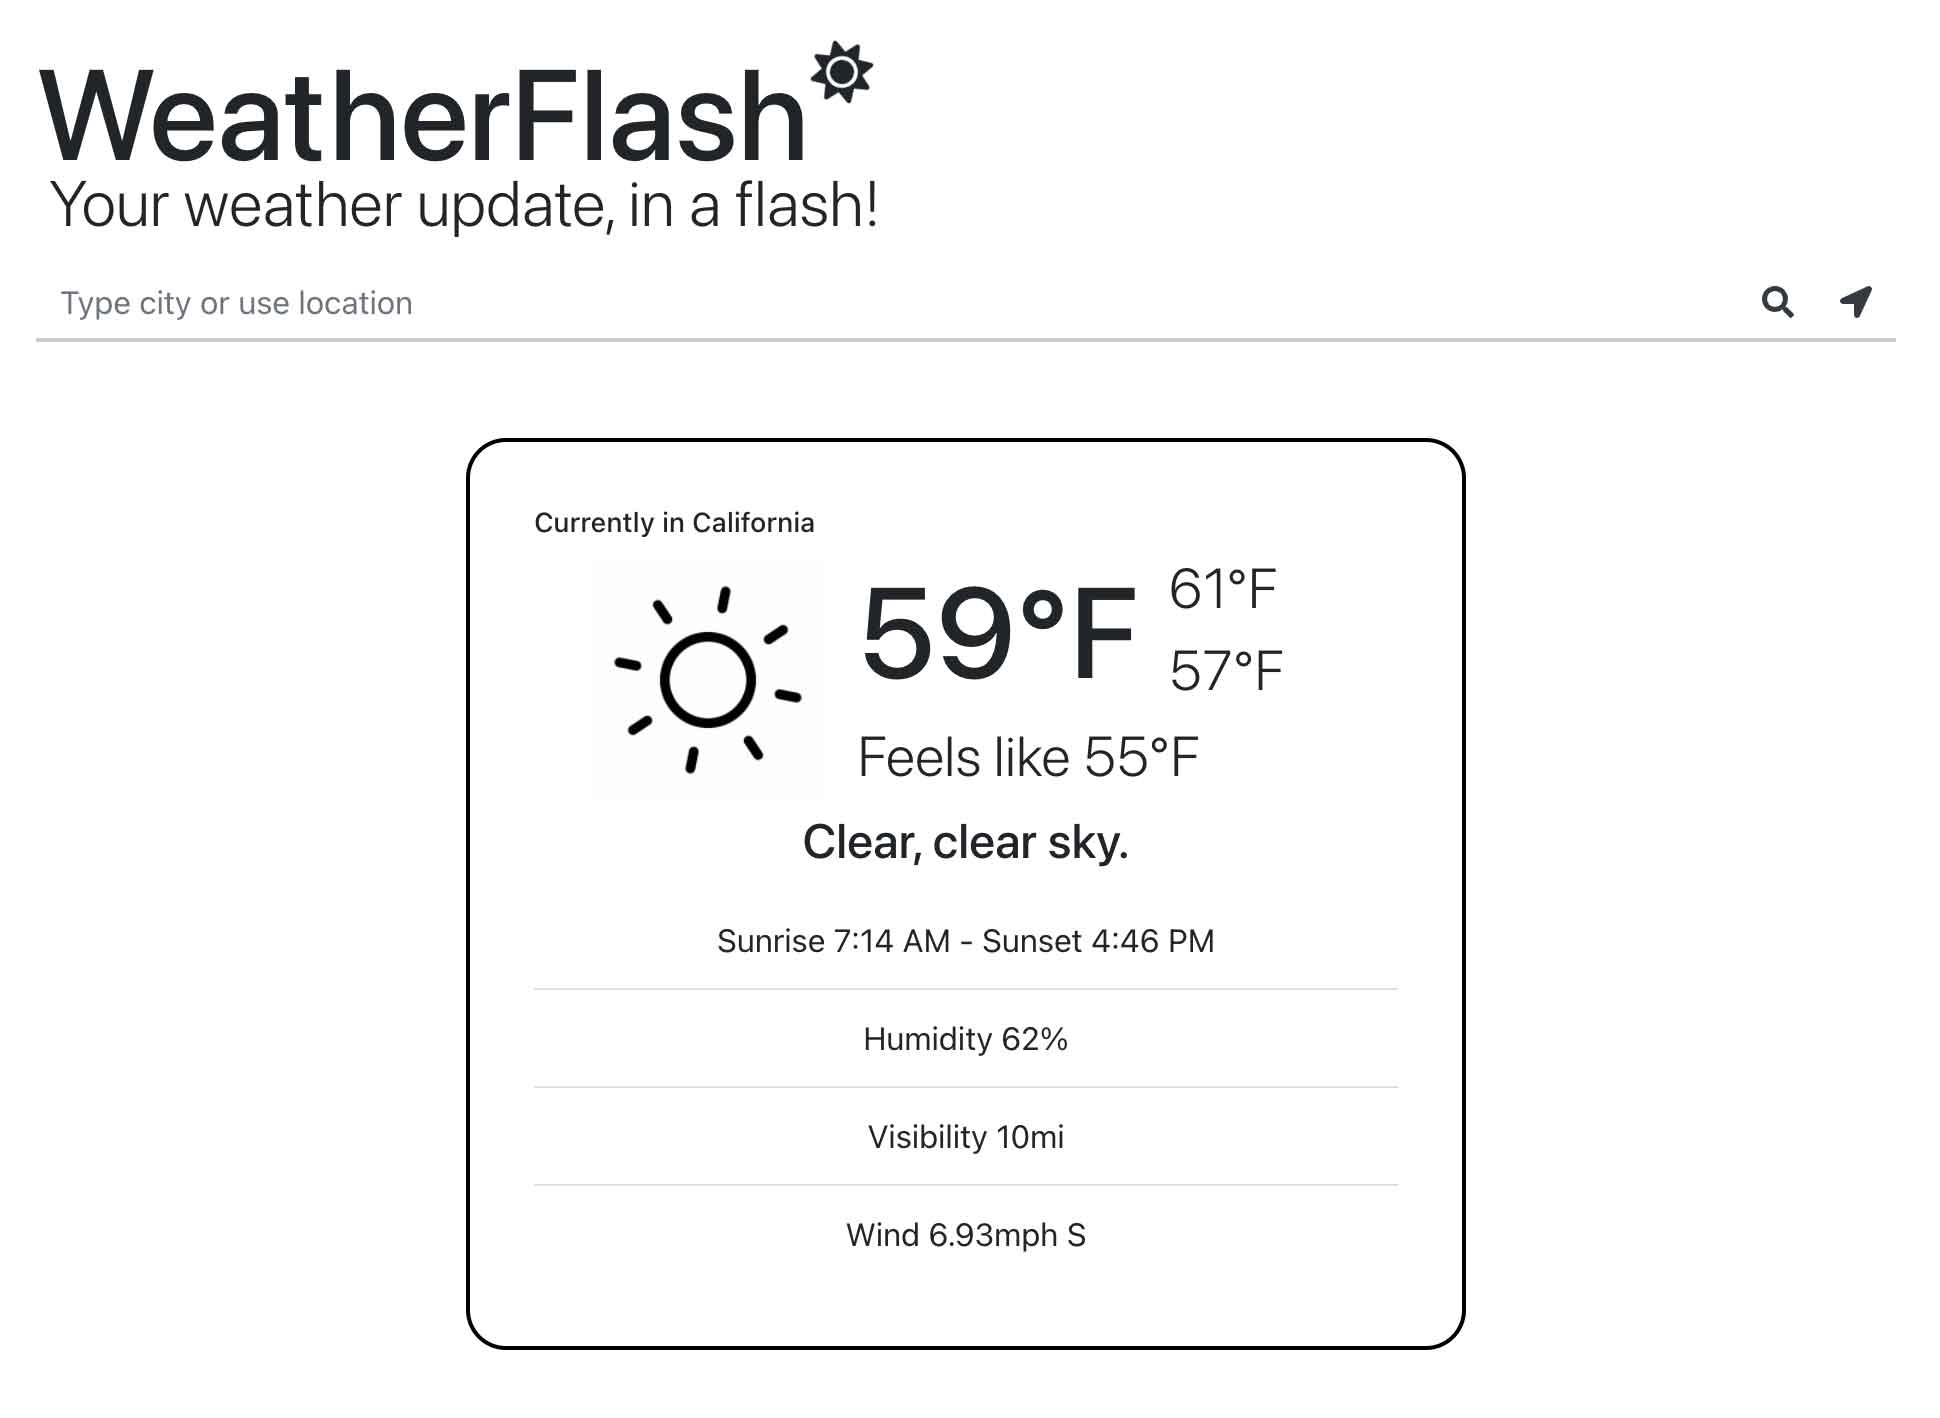 WeatherFlash
Your weather update, in a flash!
Type city or use location
Currently in California
59°F
61°F
57°F
Feels like 55°F
Clear, clear sky.
Sunrise 7:14 AM - Sunset 4:46 PM
Humidity 62%
Visibility 10mi
Wind 6.93mph S